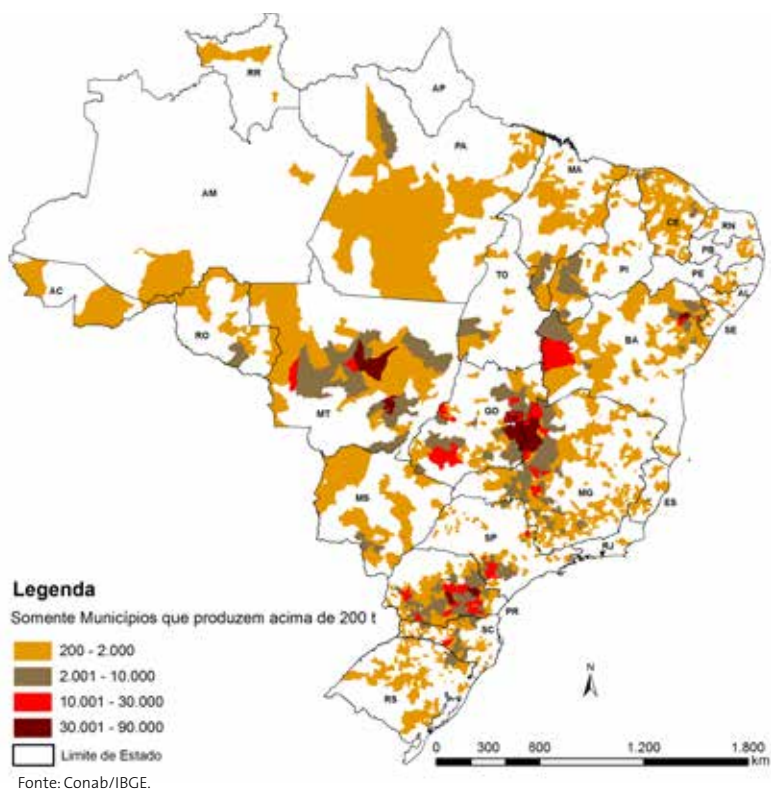 RR
AP
AM
PA
MA
CE
RN
PB
PE
AL
SE
PI
TO
AC
RO
BA
MT
GO
MG
ES
MS
SP
RJ
PR
SC
RS
Legenda
Somente Municípios que produzem acima de 200 t
200 - 2.000
2.001 - 10.000
10.001 - 30.000
30.001 - 90.000
Limite de Estado
N
0 300 600 1.200 1.800
km
Fonte: Conab/IBGE.